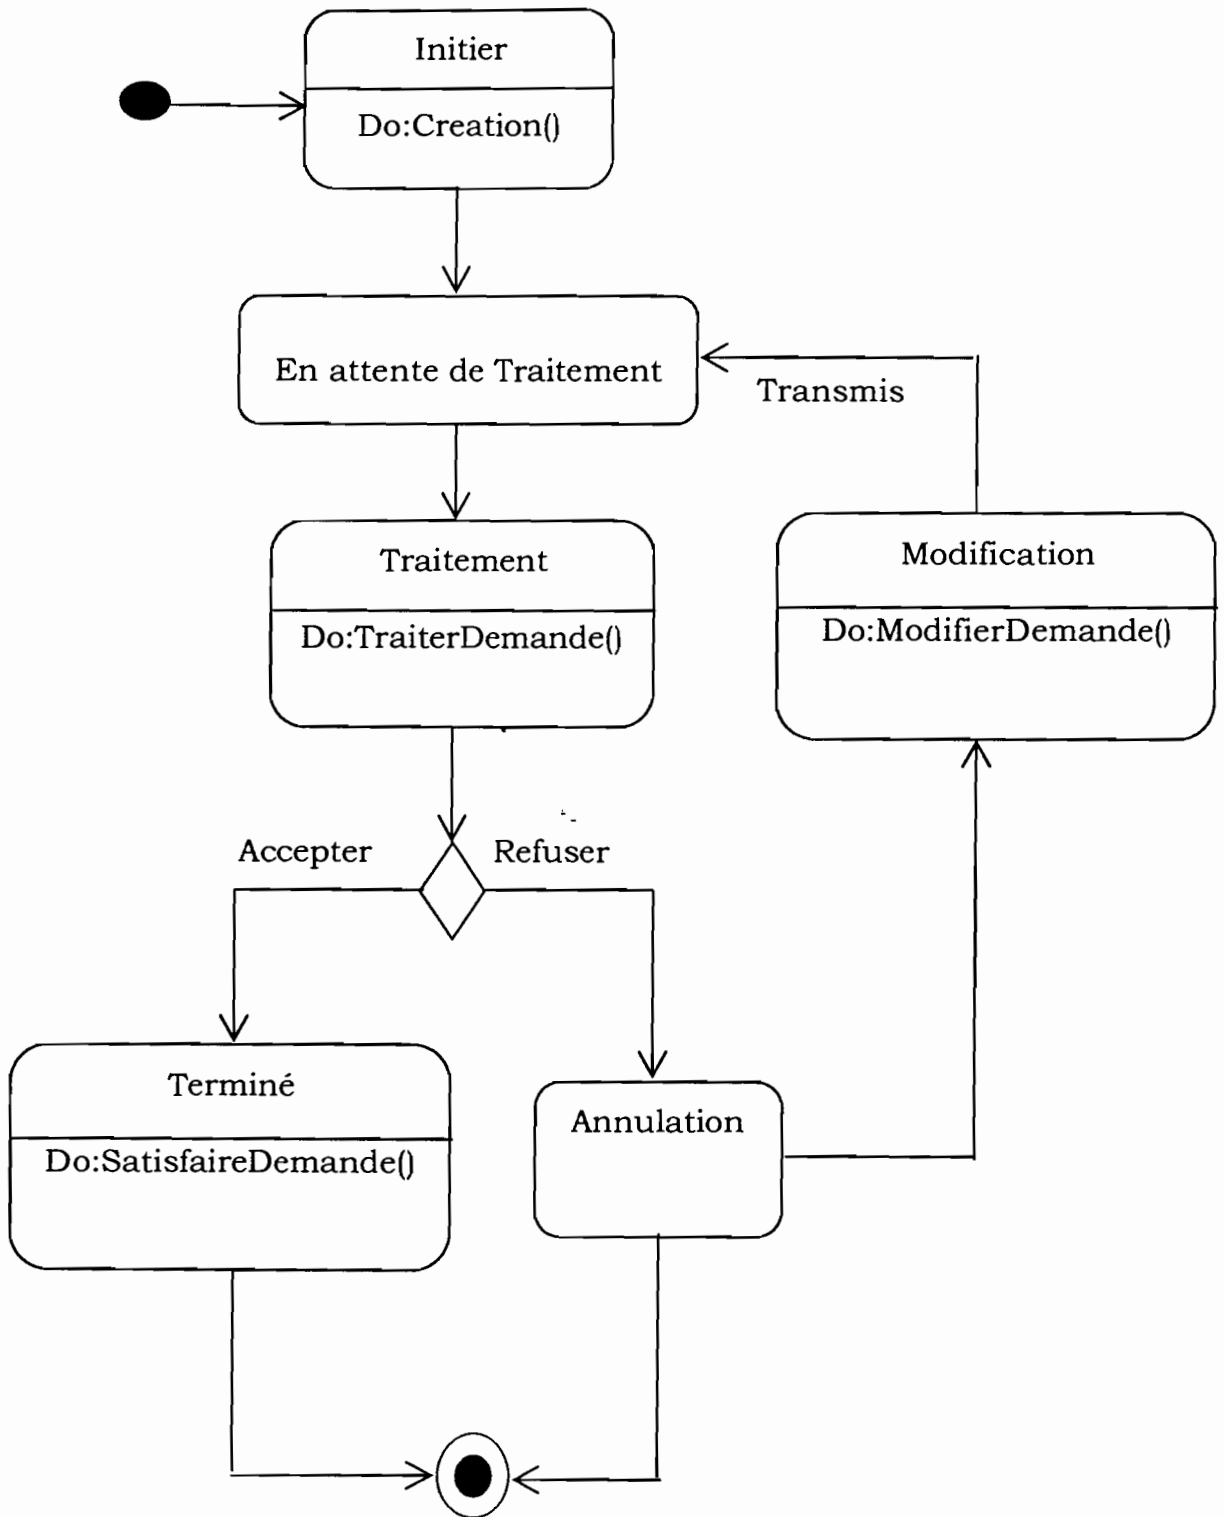 Initier
Do:Creation()
En attente de Traitement
Transmis
Traitement
Do:TraiterDemande()
Modification
Do:ModifierDemande()
Accepter
Refuser
Terminé
Do:SatisfaireDemande()
Annulation